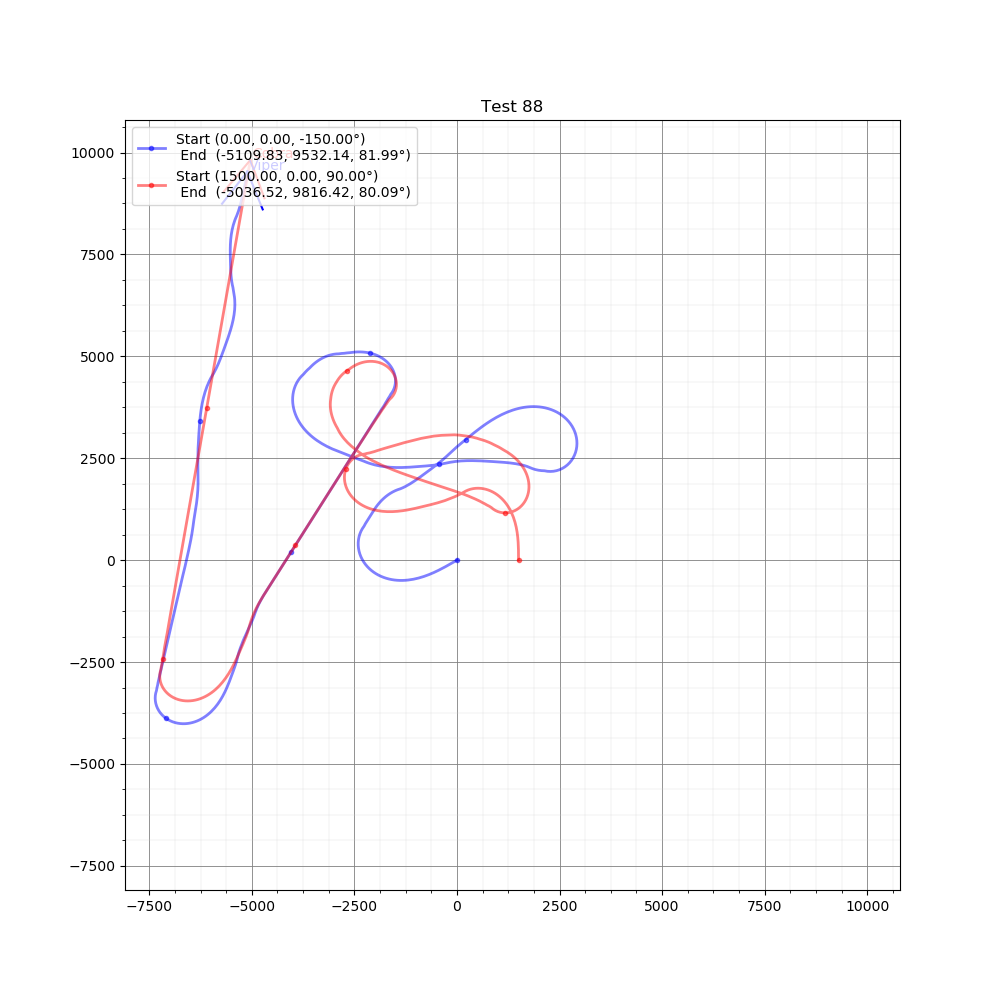 Test 88
Start (0.00, 0.00, -150.00°)
End (-5109.83, 9532.14, 81.99°)
Start (1500.00, 0.00, 90.00°)
End (-5036.52, 9816.42, 80.09°)
Viper
10000
7500
5000
2500
0
−2500
−5000
−7500
−7500 −5000 −2500 0 2500 5000 7500 10000